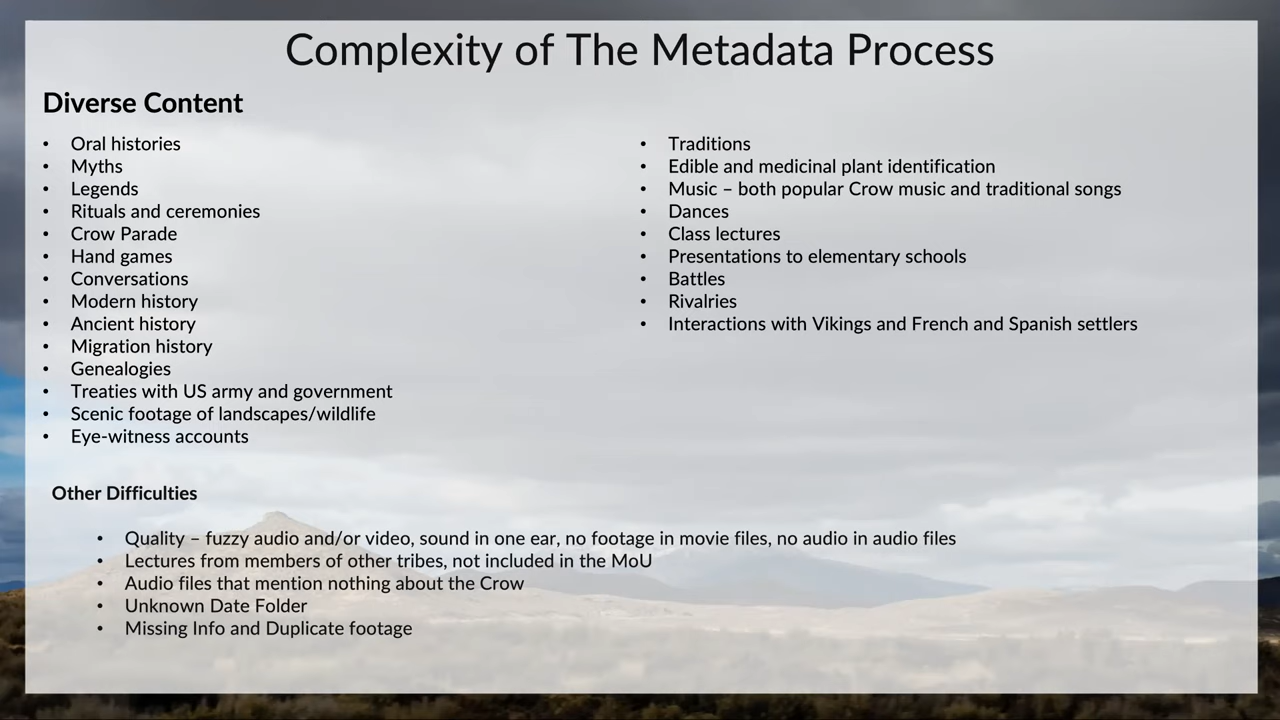 Complexity of The Metadata Process
Diverse Content
• Oral histories
• Myths
• Legends
• Rituals and ceremonies
• Crow Parade
• Hand games
• Conversations
• Modern history
• Ancient history
• Migration history
• Genealogies
• Treaties with US army and government
• Scenic footage of landscapes/wildlife
• Eye-witness accounts
• Traditions
• Edible and medicinal plant identification
• Music – both popular Crow music and traditional songs
• Dances
• Class lectures
• Presentations to elementary schools
• Battles
• Rivalries
• Interactions with Vikings and French and Spanish settlers
Other Difficulties
• Quality – fuzzy audio and/or video, sound in one ear, no footage in movie files, no audio in audio files
• Lectures from members of other tribes, not included in the MoU
• Audio files that mention nothing about the Crow
• Unknown Date Folder
• Missing Info and Duplicate footage